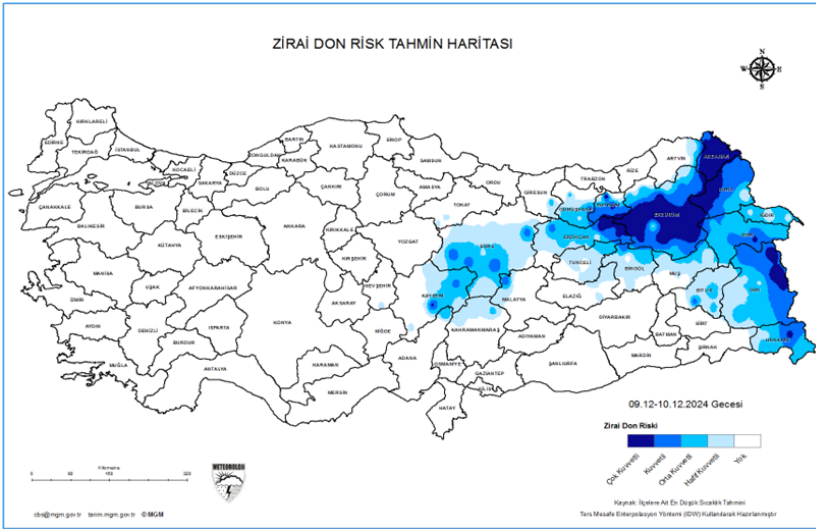 ZİRAİ DON RİSK TAHMİN HARİTASI
N
W E
S
KIRKLARELİ
EDİRNE
TEKİRDAĞ
İSTANBUL
KOCAELİ
SAKARYA
DÜZCE
ZONGULDAK
BARTIN
KARABÜK
KASTAMONU
SİNOP
SAMSUN
ORDU
GİRESUN
TRABZON
RİZE
ARTVİN
ARDAHAN
ÇANAKKALE
BURSA
BİLECİK
BOLU
ÇANKIRI
ÇORUM
AMASYA
TOKAT
ERZURUM
IĞDIR
BALIKESİR
KÜTAHYA
ESKİŞEHİR
ANKARA
KIRIKKALE
YOZGAT
SİVAS
ERZİNCAN
TUNCELİ
BİNGÖL
MUŞ
MANİSA
UŞAK
AFYONKARAHİSAR
KIRŞEHİR
NEVŞEHİR
KAYSERİ
MALATYA
ELAZIĞ
DİYARBAKIR
BİTLİS
VAN
İZMİR
AYDIN
DENİZLİ
ISPARTA
BURDUR
KONYA
AKSARAY
NİĞDE
KAHRAMANMARAŞ
ADIYAMAN
BATMAN
SİİRT
ŞIRNAK
HAKKARİ
MUĞLA
ANTALYA
KARAMAN
MERSİN
ADANA
OSMANİYE
GAZİANTEP
KİLİS
ŞANLIURFA
MARDİN
HATAY
09.12-10.12.2024 Gecesi
Zirai Don Riski
Çok Kuvvetli
Kuvvetli
Orta Kuvvetli
Hafif Kuvvetli
Yok
Kilometre
METEOROLOJİ
cbs@mgm.gov.tr tarim.mgm.gov.tr ©MGM
Kaynak: İlçelere Ait En Düşük Sıcaklık Tahmini
Ters Mesafe Enterpolasyon Yöntemi (IDW) Kullanılarak Hazırlanmıştır